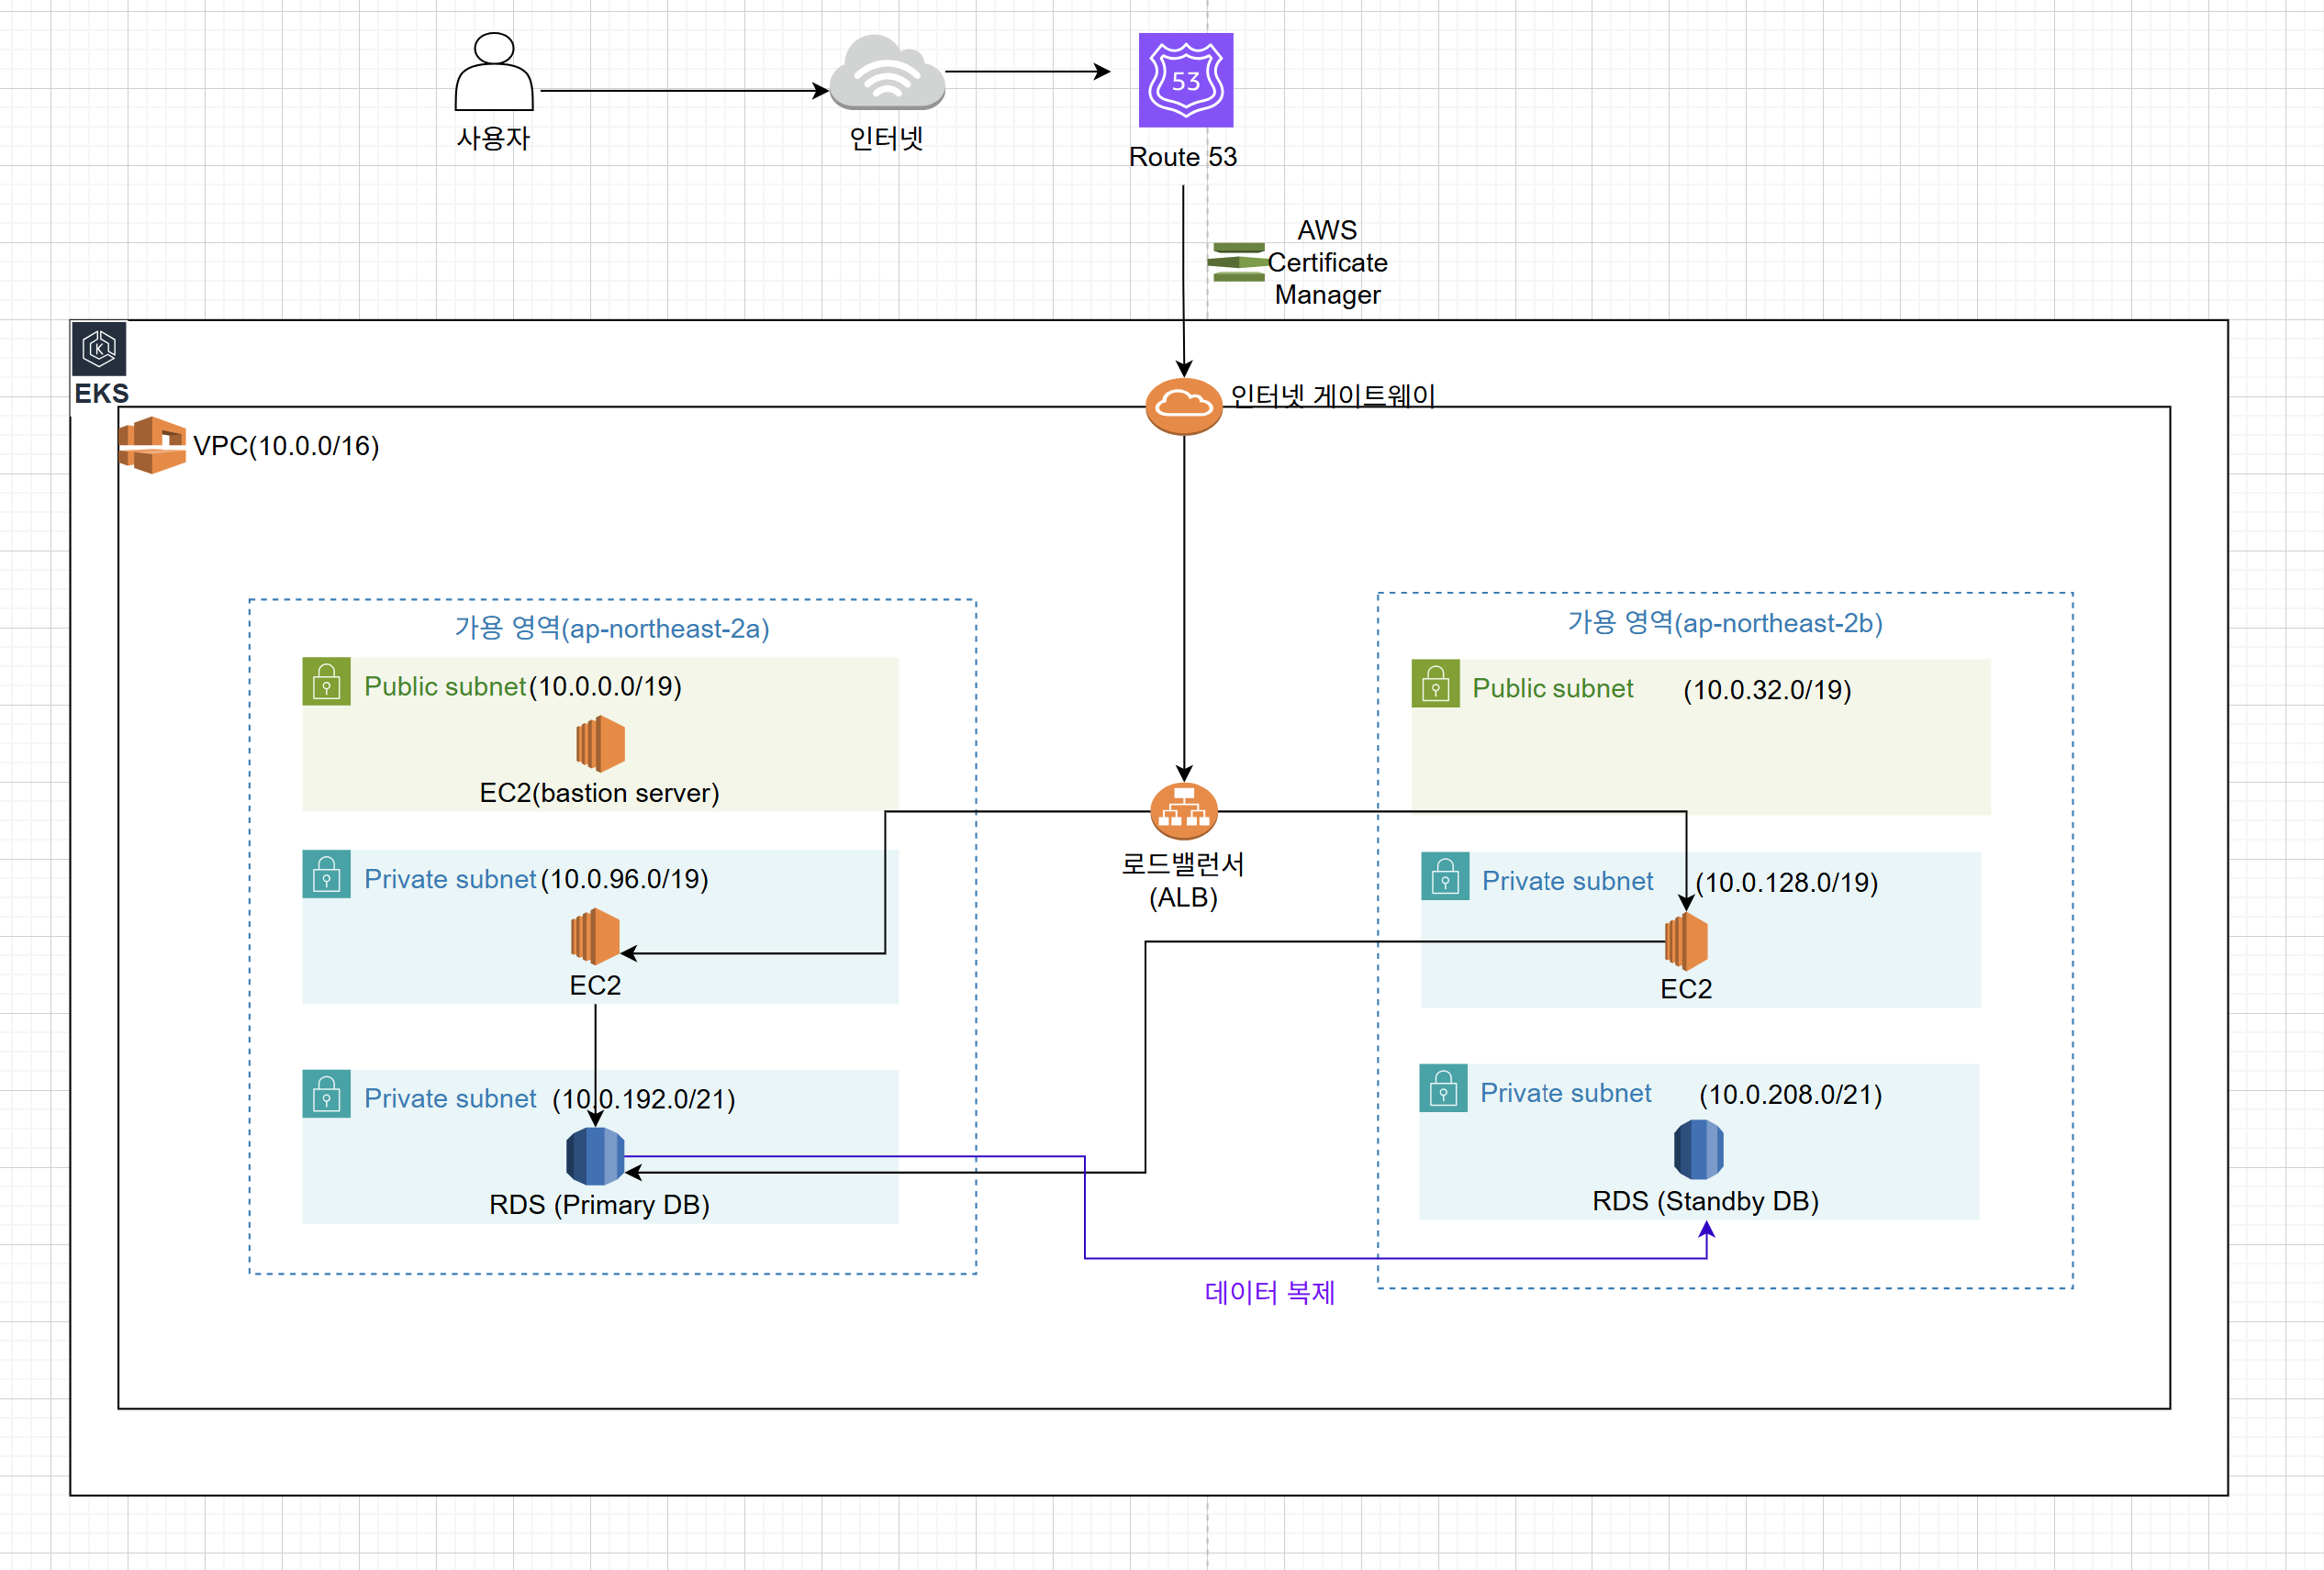 사용자
인터넷
53
Route 53
AWS
Certificate
Manager
K
EKS
인터넷 게이트웨이
VPC(10.0.0/16)
가용 영역(ap-northeast-2a)
Public subnet (10.0.0.0/19)
EC2(bastion server)
Private subnet (10.0.96.0/19)
EC2
Private subnet (10.0.192.0/21)
RDS (Primary DB)
로드밸런서
(ALB)
가용 영역(ap-northeast-2b)
Public subnet (10.0.32.0/19)
Private subnet (10.0.128.0/19)
EC2
Private subnet (10.0.208.0/21)
RDS (Standby DB)
데이터 복제